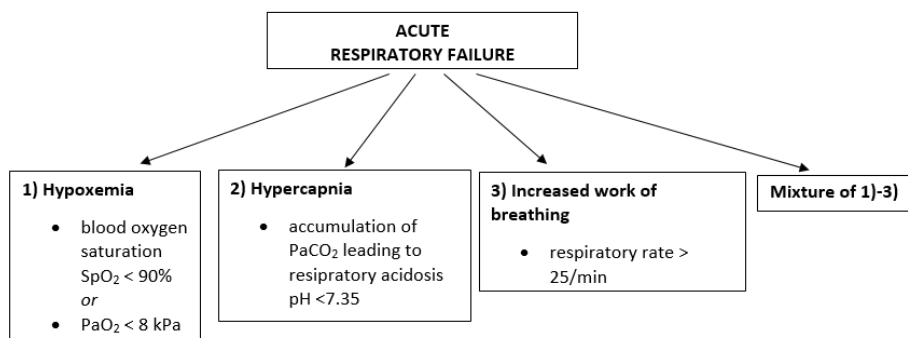 ACUTE
RESPIRATORY FAILURE
1) Hypoxemia
• blood oxygen
saturation
SpO₂ < 90%
or
• PaO₂ < 8 kPa
2) Hypercapnia
• accumulation of
PaCO₂ leading to
resipratory acidosis
pH <7.35
3) Increased work of
breathing
• respiratory rate >
25/min
Mixture of 1)-3)